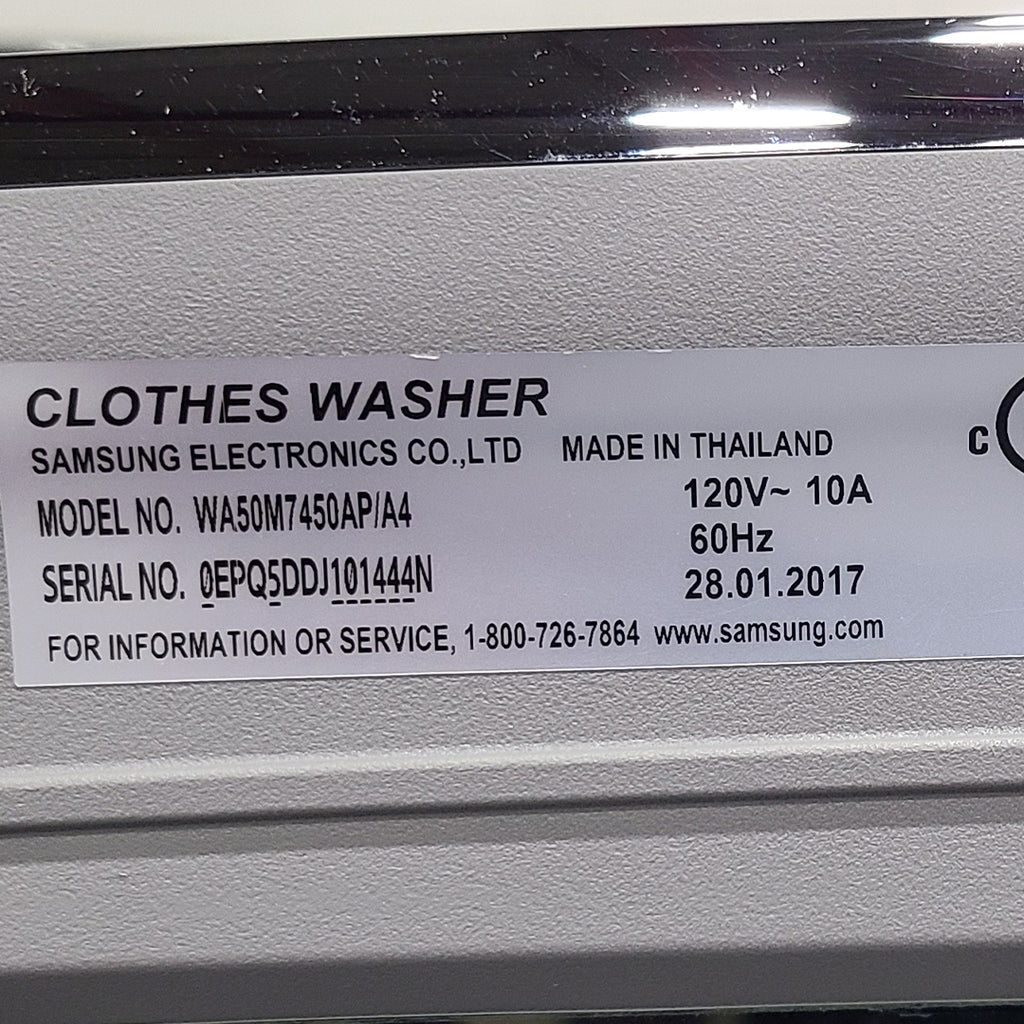 CLOTHES WASHER
SAMSUNG ELECTRONICS CO.,LTD MADE IN THAILAND
MODEL NO. WA50M7450AP/A4 120V~ 10A
60Hz
SERIAL NO. 0EPQ5DDJ101444N 28.01.2017
FOR INFORMATION OR SERVICE, 1-800-726-7864 www.samsung.com
C